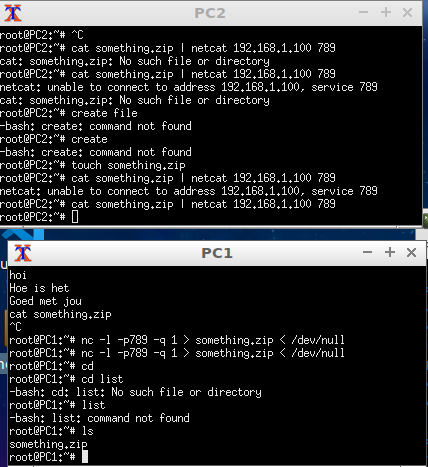 PC2
root@PC2:~# ^C
root@PC2:~# cat something.zip | netcat 192.168.1.100 789
cat: something.zip: No such file or directory
root@PC2:~# cat something.zip | netcat 192.168.1.100 789
netcat: unable to connect to address 192.168.1.100, service 789
cat: something.zip: No such file or directory
root@PC2:~# create file
-bash: create: command not found
root@PC2:~# create
-bash: create: command not found
root@PC2:~# touch something.zip
root@PC2:~# cat something.zip | netcat 192.168.1.100 789
netcat: unable to connect to address 192.168.1.100, service 789
root@PC2:~# cat something.zip | netcat 192.168.1.100 789
root@PC2:~#
PC1
hoi
Hoe is het
Goed met jou
cat something.zip
^C
root@PC1:~# nc -l -p789 -q 1 > something.zip < /dev/null
root@PC1:~# nc -l -p789 -q 1 > something.zip < /dev/null
root@PC1:~# cd
root@PC1:~# cd list
-bash: cd: list: No such file or directory
root@PC1:~# list
-bash: list: command not found
root@PC1:~# ls
something.zip
root@PC1:~#